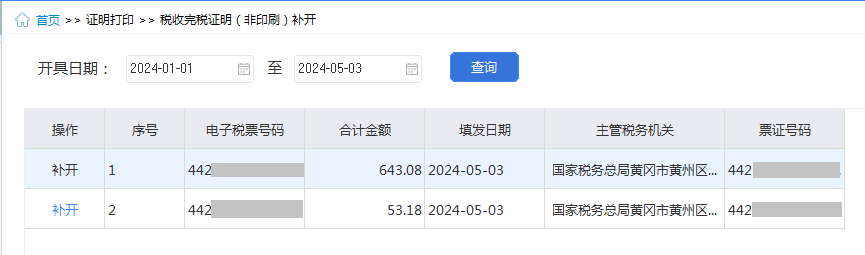 首页 >> 证明打印 >> 税收完税证明（非印刷）补开
开具日期： 2024-01-01 至 2024-05-03 查询
操作 序号 电子税票号码 合计金额 填发日期 主管税务机关 票证号码
补开 1 442 643.08 2024-05-03 国家税务总局黄冈市黄州区... 442
补开 2 442 53.18 2024-05-03 国家税务总局黄冈市黄州区... 442